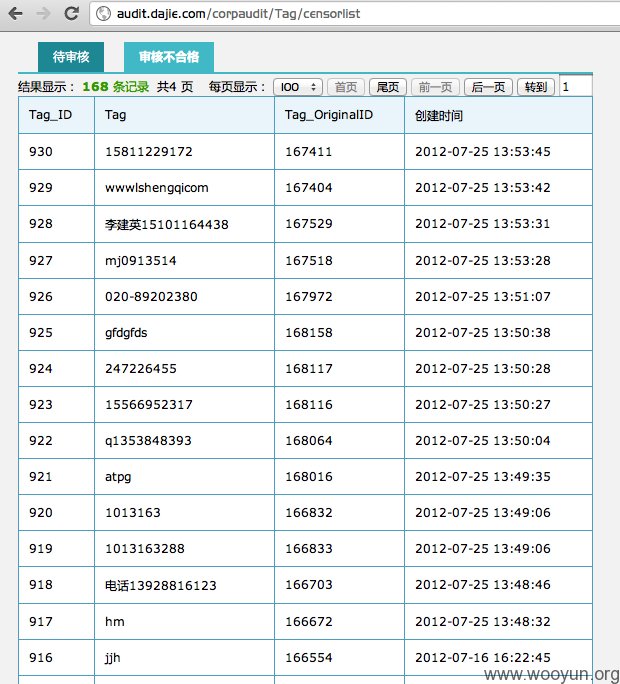 audit.dajie.com/corpaudit/Tag/censorlist
待审核 审核不合格
结果显示: 168 条记录 共4 页 每页显示: 100 首页 尾页 前一页 后一页 转到 1
Tag_ID Tag Tag_OriginalID 创建时间
930 15811229172 167411 2012-07-25 13:53:45
929 wwwlshengqicom 167404 2012-07-25 13:53:42
928 李建英15101164438 167529 2012-07-25 13:53:31
927 mj0913514 167518 2012-07-25 13:53:28
926 020-89202380 167972 2012-07-25 13:51:07
925 gfdgfds 168158 2012-07-25 13:50:38
924 247226455 168117 2012-07-25 13:50:28
923 15566952317 168116 2012-07-25 13:50:27
922 q1353848393 168064 2012-07-25 13:50:04
921 atpg 168016 2012-07-25 13:49:35
920 1013163 166832 2012-07-25 13:49:06
919 1013163288 166833 2012-07-25 13:49:06
918 电话13928816123 166703 2012-07-25 13:48:46
917 hm 166672 2012-07-25 13:48:32
916 jjh 166554 2012-07-16 16:22:45
www.wooyun.org